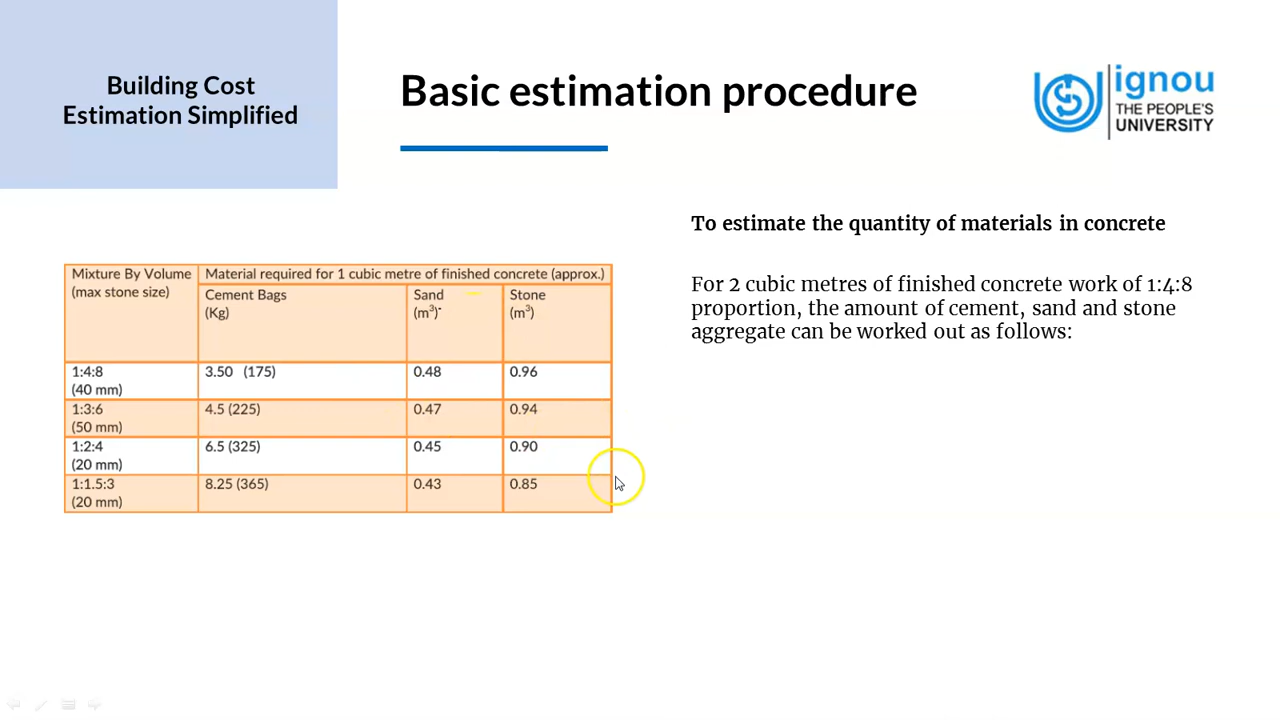 Building Cost
Estimation Simplified
Basic estimation procedure
ignou
THE PEOPLE'S
UNIVERSITY
To estimate the quantity of materials in concrete
For 2 cubic metres of finished concrete work of 1:4:8
proportion, the amount of cement, sand and stone
aggregate can be worked out as follows:
Mixture By Volume
(max stone size)
Material required for 1 cubic metre of finished concrete (approx.)
Cement Bags
(Kg)
Sand
(m³)
Stone
(m³)
1:4:8
(40 mm)
3.50 (175)
0.48
0.96
1:3:6
(50 mm)
4.5 (225)
0.47
0.94
1:2:4
(20 mm)
6.5 (325)
0.45
0.90
1:1.5:3
(20 mm)
8.25 (365)
0.43
0.85